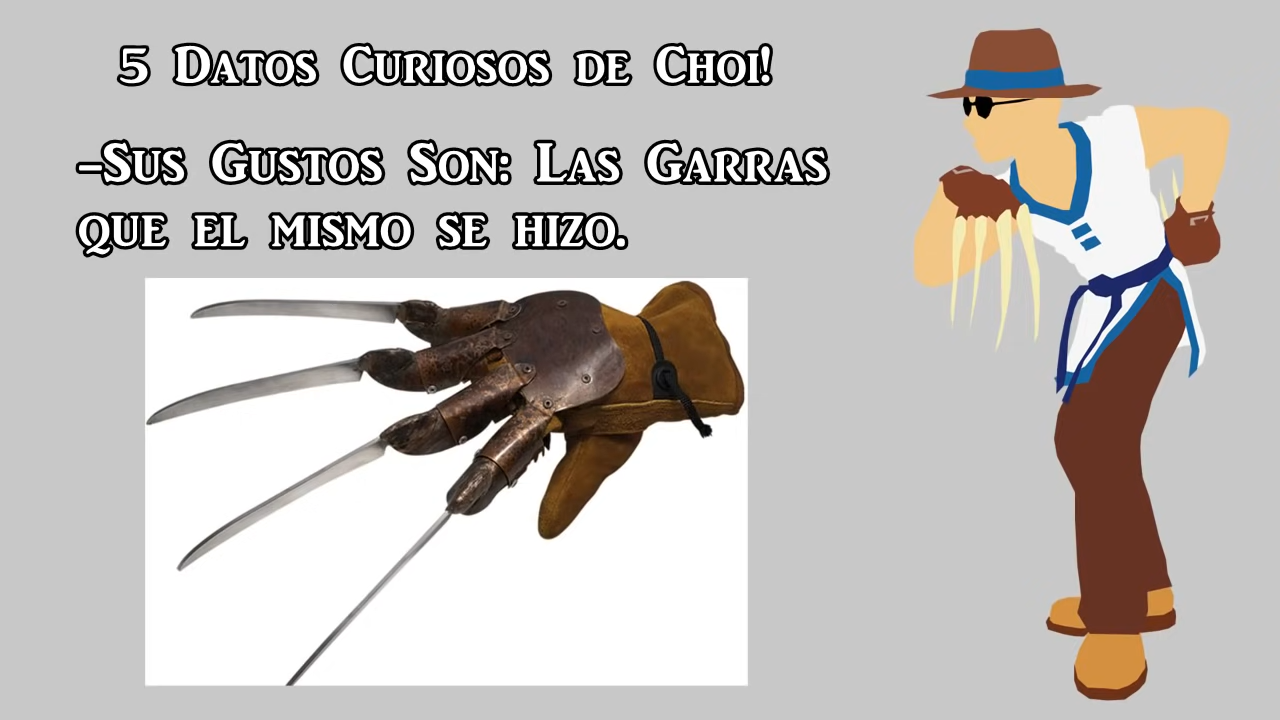 5 Datos Curiosos de Choi!
-Sus Gustos Son: Las Garras
que el mismo se hizo.